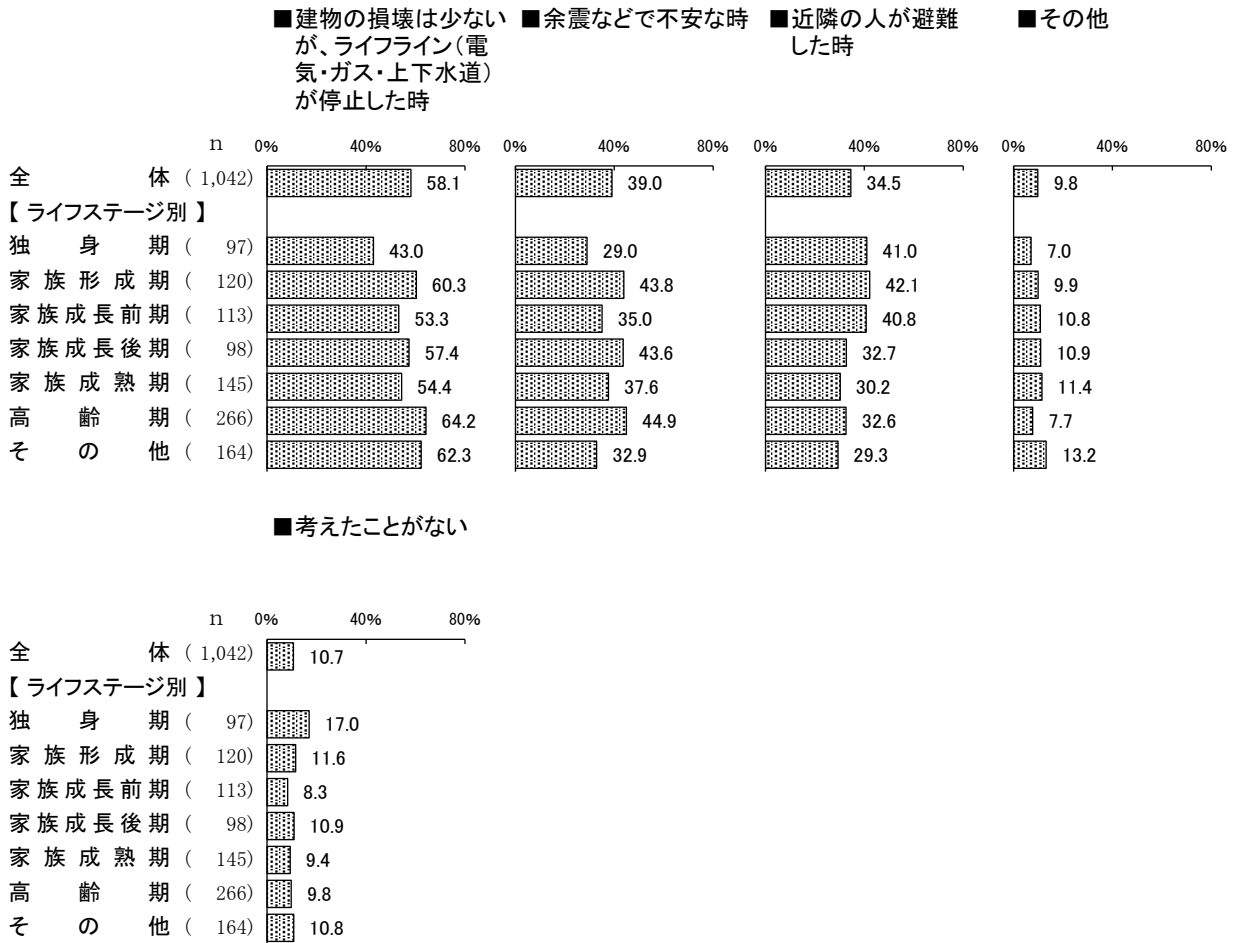 ■建物の損壊は少ない
が、ライフライン(電
気・ガス・上下水道)
が停止した時
■余震などで不安な時
■近隣の人が避難
した時
■その他
n 0% 40% 80% 0% 40% 80% 0% 40% 80% 0% 40% 80%
全体 ( 1,042) 58.1 39.0 34.5 9.8
【 ライフステージ別 】
独身期 ( 97) 43.0 29.0 41.0 7.0
家族形成期 ( 120) 60.3 43.8 42.1 9.9
家族成長前期 ( 113) 53.3 35.0 40.8 10.8
家族成長後期 ( 98) 57.4 43.6 32.7 10.9
家族成熟期 ( 145) 54.4 37.6 30.2 11.4
高齢期 ( 266) 64.2 44.9 32.6 7.7
その他 ( 164) 62.3 32.9 29.3 13.2
■考えたことがない
n 0% 40% 80%
全体 ( 1,042) 10.7
【 ライフステージ別 】
独身期 ( 97) 17.0
家族形成期 ( 120) 11.6
家族成長前期 ( 113) 8.3
家族成長後期 ( 98) 10.9
家族成熟期 ( 145) 9.4
高齢期 ( 266) 9.8
その他 ( 164) 10.8